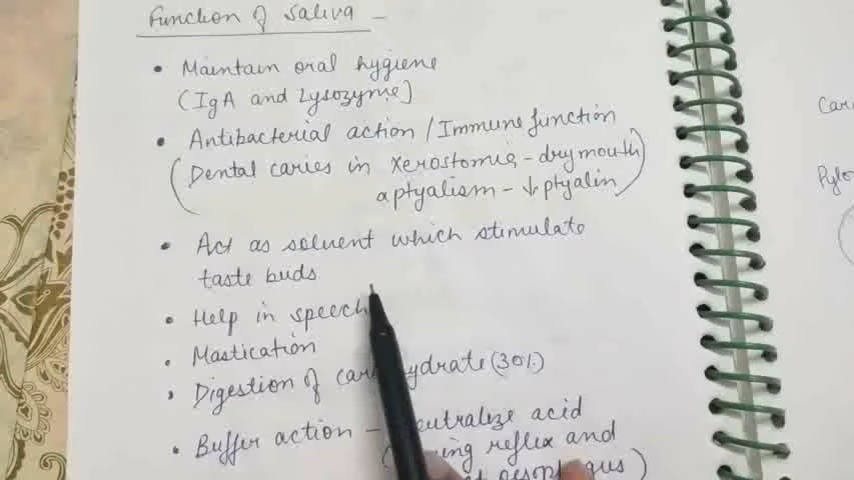 Function of Saliva -
• Maintain oral hygiene
(IgA and Lysozyme)
• Antibacterial action / Immune function
(Dental caries in Xerostomia - dry mouth
aptyalism - ↓ptyalin)
• Act as solvent which stimulate
taste buds
• Help in speech
• Mastication
• Digestion of (30%)
• Buffer action - acid
reflex and